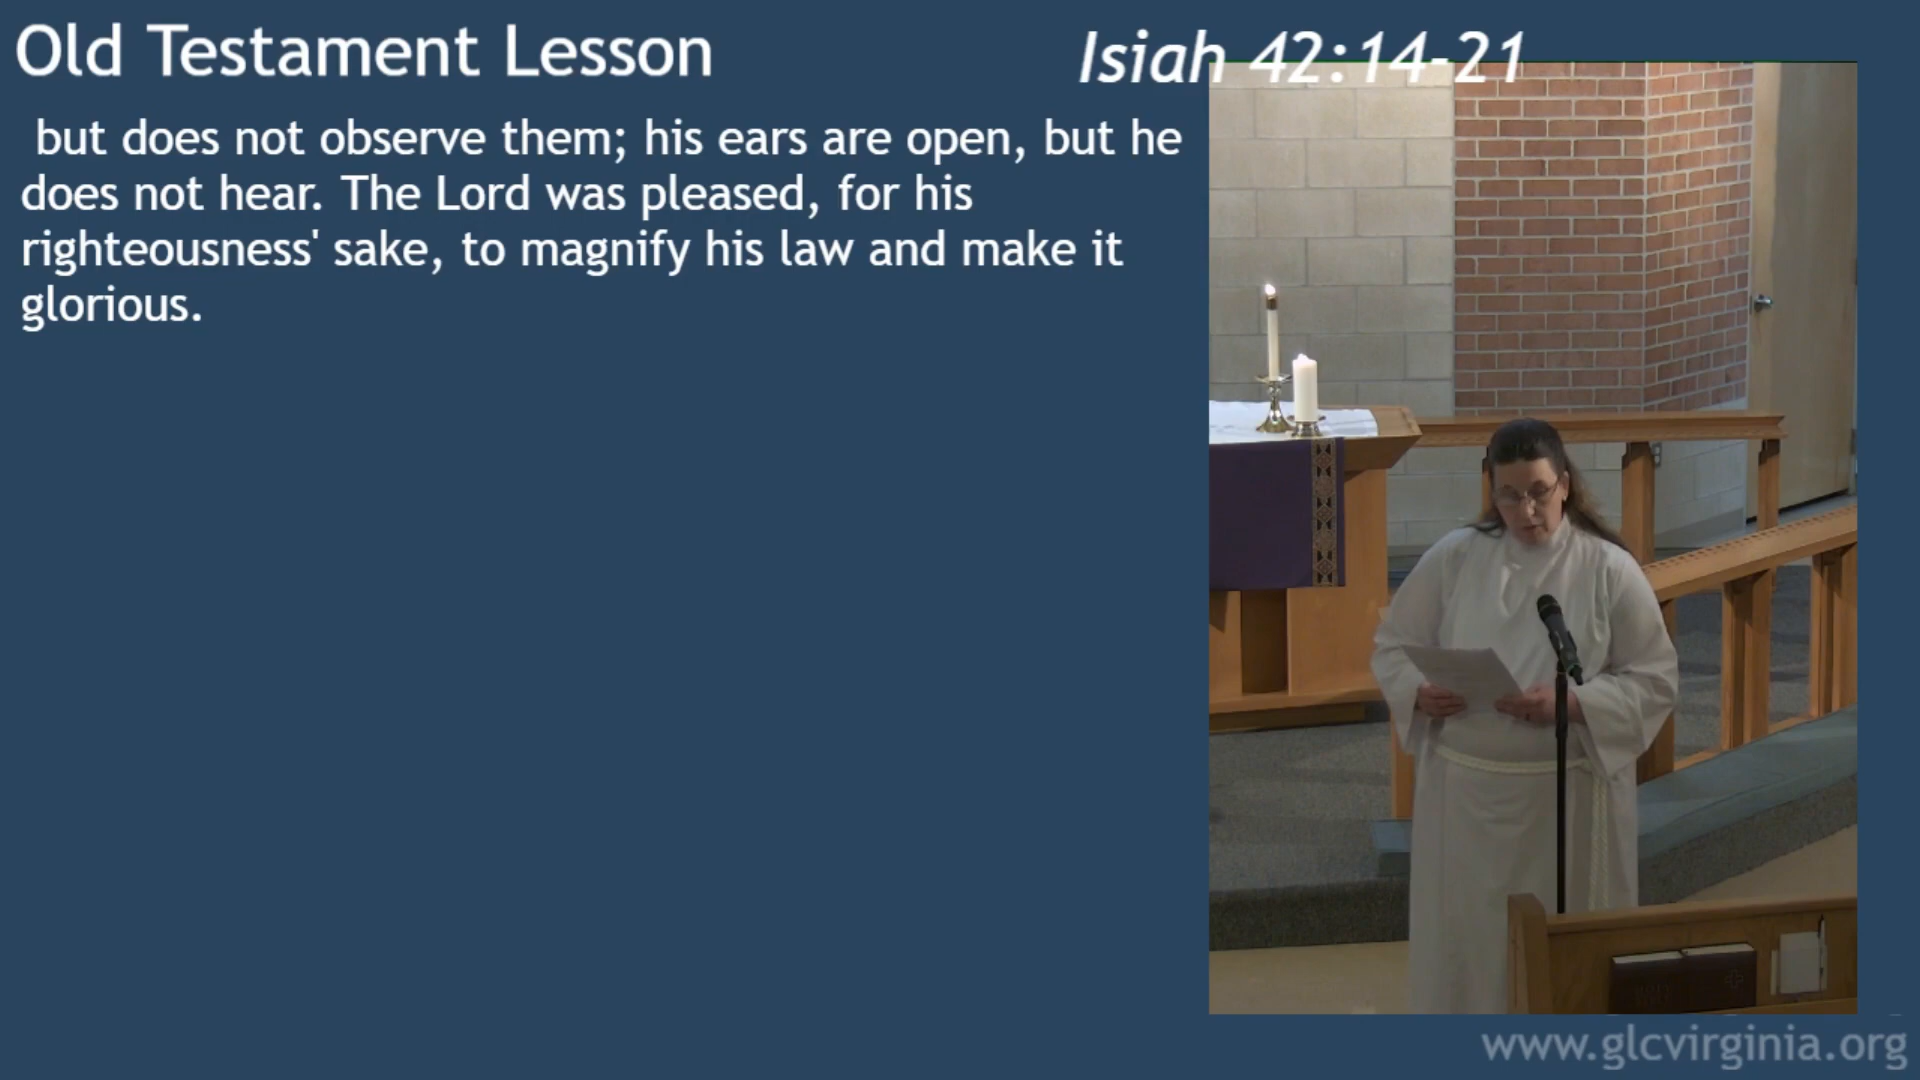 Old Testament Lesson
Isiah 42:14-21
but does not observe them; his ears are open, but he
does not hear. The Lord was pleased, for his
righteousness' sake, to magnify his law and make it
glorious.
www.glcvirginia.org